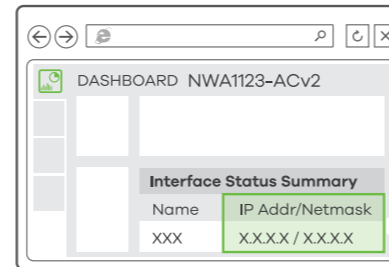 DASHBOARD NWA1123-ACv2
Interface Status Summary
Name IP Addr/Netmask
XXX X.X.X.X / X.X.X.X